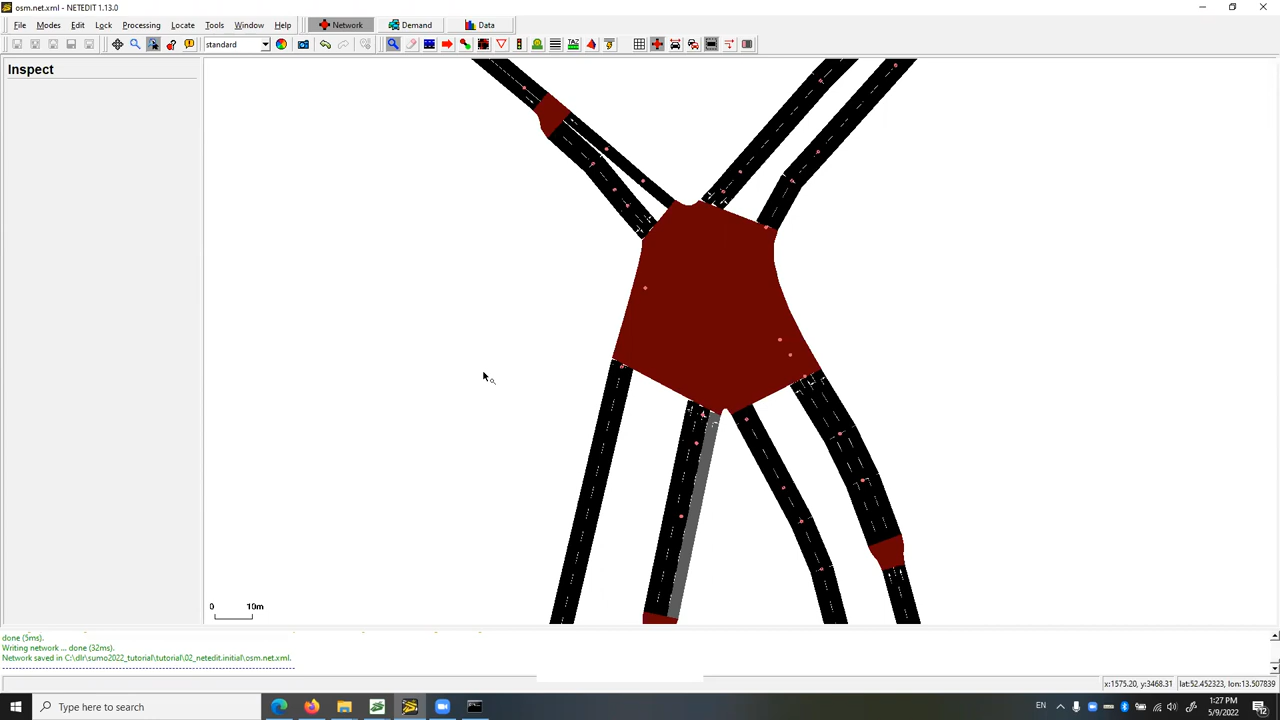 osm.net.xml - NETEDIT 1.13.0
File Modes Edit Lock Processing Locate Tools Window Help Network Demand Data
standard
TAZ
Inspect
0 10m
done (5ms).
Writing network ... done (32ms).
Network saved in C:\dlr\sumo2022_tutorial\tutorial\02_netedit.initial\osm.net.xml.
x:1575.20, y:3468.31 lat:52.452323, lon:13.507839
Type here to search
EN
1:27 PM
5/9/2022